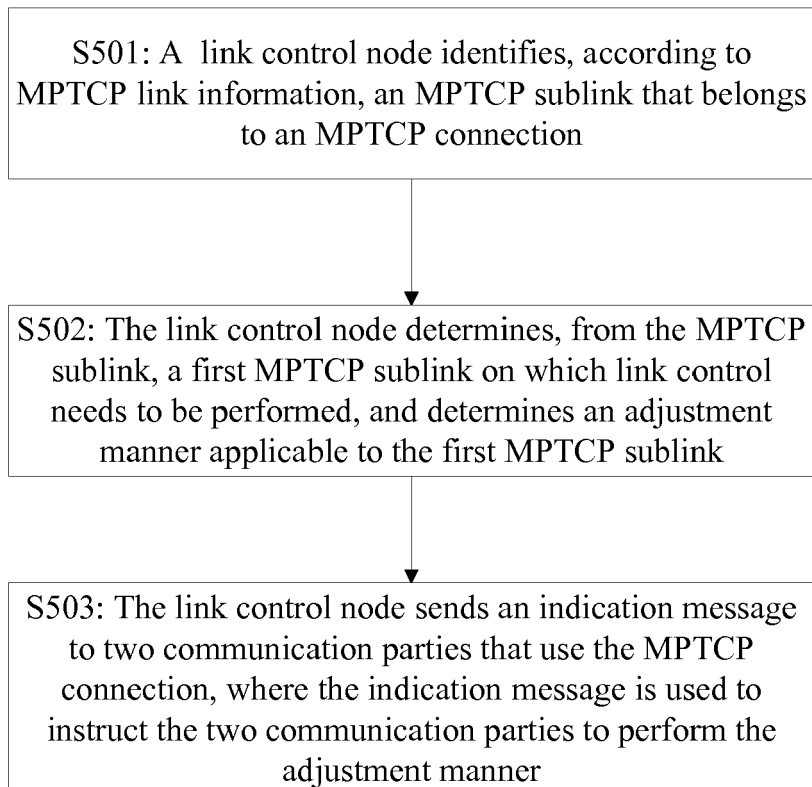 S501: A link control node identifies, according to
MPTCP link information, an MPTCP sublink that belongs
to an MPTCP connection
S502: The link control node determines, from the MPTCP
sublink, a first MPTCP sublink on which link control
needs to be performed, and determines an adjustment
manner applicable to the first MPTCP sublink
S503: The link control node sends an indication message
to two communication parties that use the MPTCP
connection, where the indication message is used to
instruct the two communication parties to perform the
adjustment manner